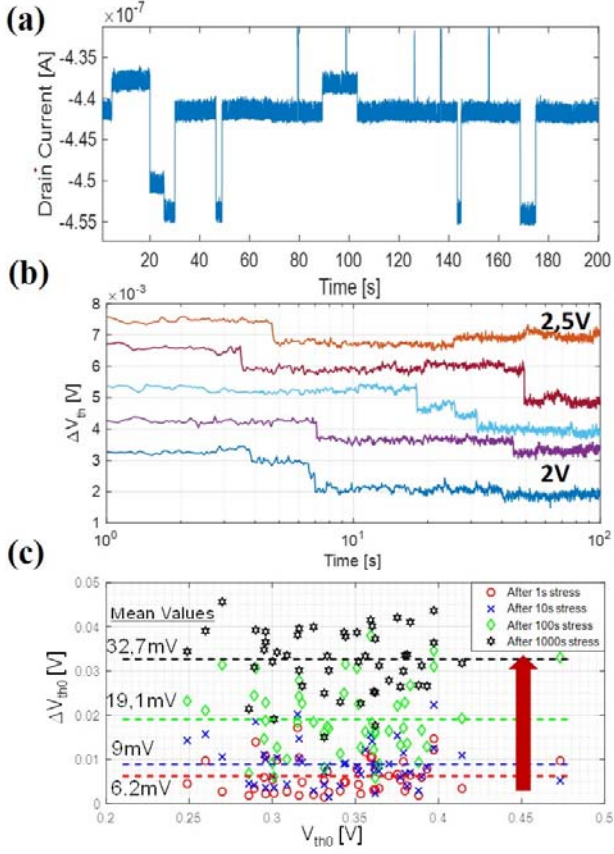 (a)
×10⁻⁷
-4.35
-4.4
-4.45
-4.5
-4.55
Drain Current [A]
20 40 60 80 100 120 140 160 180 200
Time [s]
(b)
×10⁻³
8
7
6
5
4
3
2
1
ΔV_th [V]
2,5V
2V
10⁰ 10¹ 10²
Time [s]
(c)
0.05
0.04
0.03
0.02
0.01
0
ΔV_th0 [V]
Mean Values
32,7mV
19,1mV
9mV
6.2mV
After 1s stress
After 10s stress
After 100s stress
After 1000s stress
0.2 0.25 0.3 0.35 0.4 0.45 0.5
V_th0 [V]